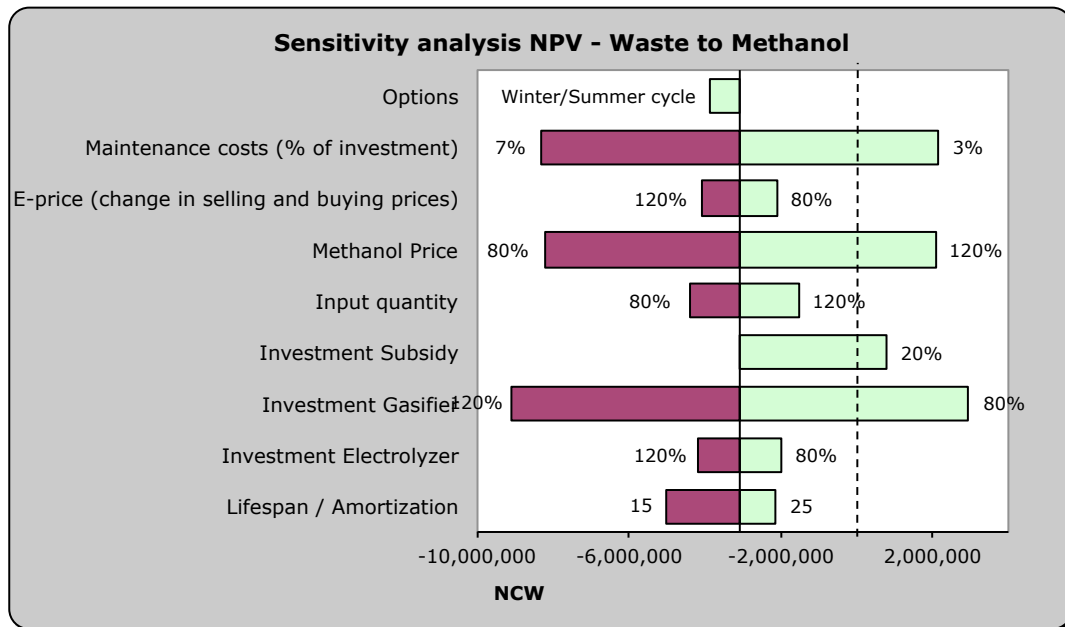 Sensitivity analysis NPV - Waste to Methanol
Options Winter/Summer cycle
Maintenance costs (% of investment) 7% 3%
E-price (change in selling and buying prices) 120% 80%
Methanol Price 80% 120%
Input quantity 80% 120%
Investment Subsidy 20%
Investment Gasifier 120% 80%
Investment Electrolyzer 120% 80%
Lifespan / Amortization 15 25
-10,000,000 -6,000,000 -2,000,000 2,000,000
NCW